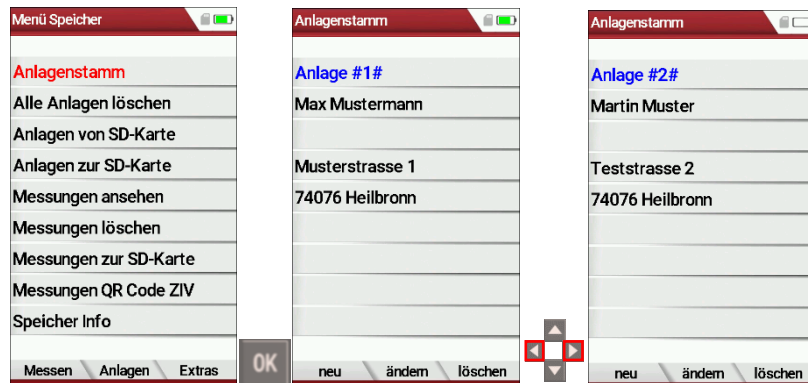 Menü Speicher
Anlagenstamm
Alle Anlagen löschen
Anlagen von SD-Karte
Anlagen zur SD-Karte
Messungen ansehen
Messungen löschen
Messungen zur SD-Karte
Messungen QR Code ZIV
Speicher Info
Messen Anlagen Extras
OK
Anlagenstamm
Anlage #1#
Max Mustermann
Musterstrasse 1
74076 Heilbronn
neu ändern löschen
Anlagenstamm
Anlage #2#
Martin Muster
Teststrasse 2
74076 Heilbronn
neu ändern löschen